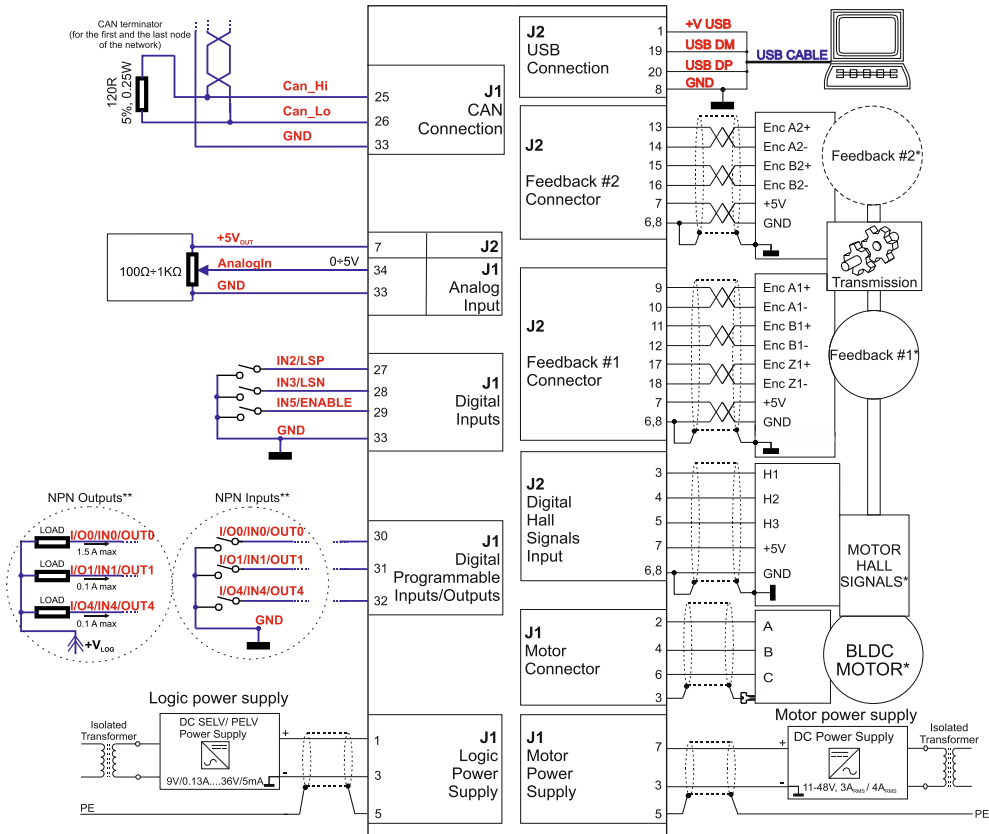 CAN terminator
(for the first and the last node
of the network)
120R
5%, 0.25W
Can_Hi
25
Can_Lo
26
GND
33
J1
CAN
Connection
100Ω÷1KΩ
+5VOUT
7
J2
AnalogIn
0÷5V
34
J1
GND
33
Analog
Input
IN2/LSP
27
IN3/LSN
28
IN5/ENABLE
29
GND
33
J1
Digital
Inputs
NPN Outputs**
LOAD
I/O0/IN0/OUT0
1.5 A max
LOAD
I/O1/IN1/OUT1
0.1 A max
LOAD
I/O4/IN4/OUT4
0.1 A max
+VLOG
NPN Inputs**
I/O0/IN0/OUT0
30
I/O1/IN1/OUT1
31
I/O4/IN4/OUT4
32
GND
J1
Digital
Programmable
Inputs/Outputs
Logic power supply
Isolated
Transformer
DC SELV/ PELV
Power Supply
9V/0.13A....36V/5mA
+
-
PE
1
3
5
J1
Logic
Power
Supply
J2
USB
Connection
1
+V USB
19
USB DM
20
USB DP
8
GND
USB CABLE
J2
Feedback #2
Connector
13
Enc A2+
14
Enc A2-
15
Enc B2+
16
Enc B2-
7
+5V
6,8
GND
Feedback #2*
Transmission
J2
Feedback #1
Connector
9
Enc A1+
10
Enc A1-
11
Enc B1+
12
Enc B1-
17
Enc Z1+
18
Enc Z1-
7
+5V
6,8
GND
Feedback #1*
J2
Digital
Hall
Signals
Input
3
H1
4
H2
5
H3
7
+5V
6,8
GND
MOTOR
HALL
SIGNALS*
J1
Motor
Connector
2
A
4
B
6
C
3
BLDC
MOTOR*
Motor power supply
J1
Motor
Power
Supply
7
3
5
+
-
DC Power Supply
11-48V, 3ARMS / 4ARMS
Isolated
Transformer
PE